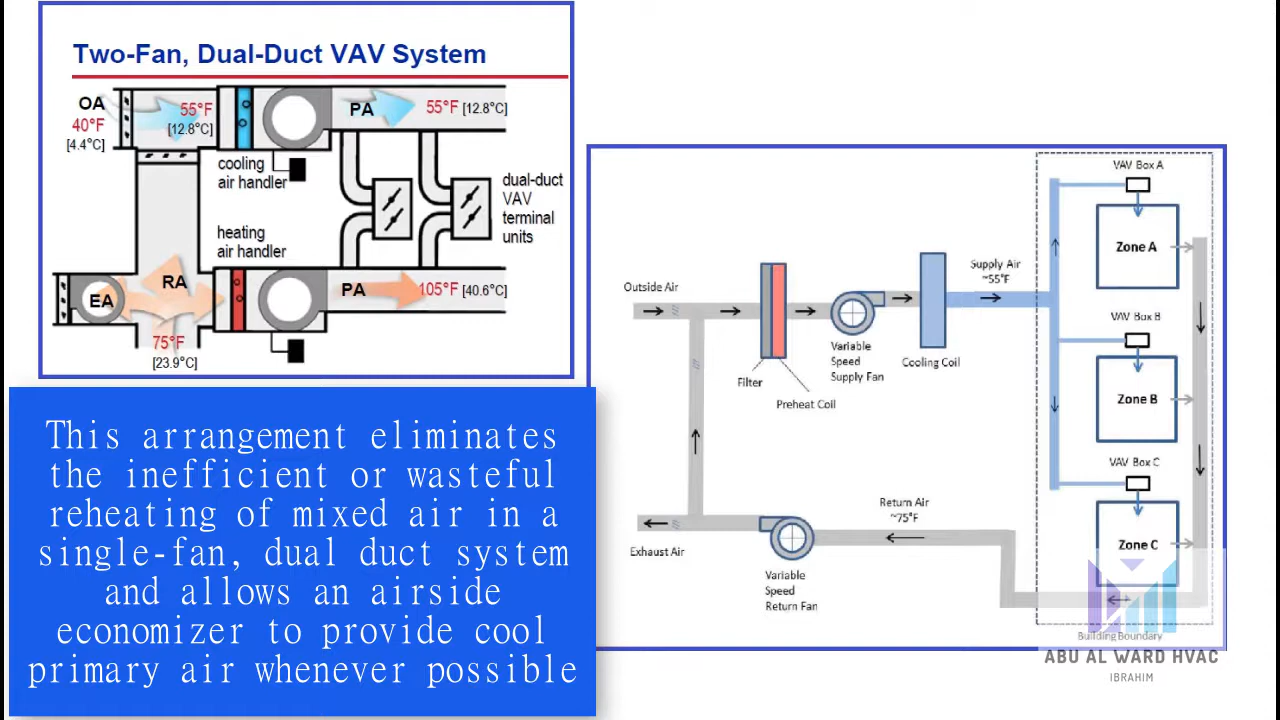 Two-Fan, Dual-Duct VAV System
OA
40°F
[4.4°C]
55°F
[12.8°C]
PA
55°F [12.8°C]
cooling
air handler
dual-duct
VAV
terminal
units
heating
air handler
EA
RA
PA
105°F [40.6°C]
75°F
[23.9°C]
This arrangement eliminates
the inefficient or wasteful
reheating of mixed air in a
single-fan, dual duct system
and allows an airside
economizer to provide cool
primary air whenever possible
Outside Air
Filter
Preheat Coil
Variable
Speed
Supply Fan
Cooling Coil
Supply Air
~55°F
VAV Box A
Zone A
VAV Box B
Zone B
VAV Box C
Zone C
Return Air
~75°F
Exhaust Air
Variable
Speed
Return Fan
Building Boundary
ABU AL WARD HVAC
IBRAHIM